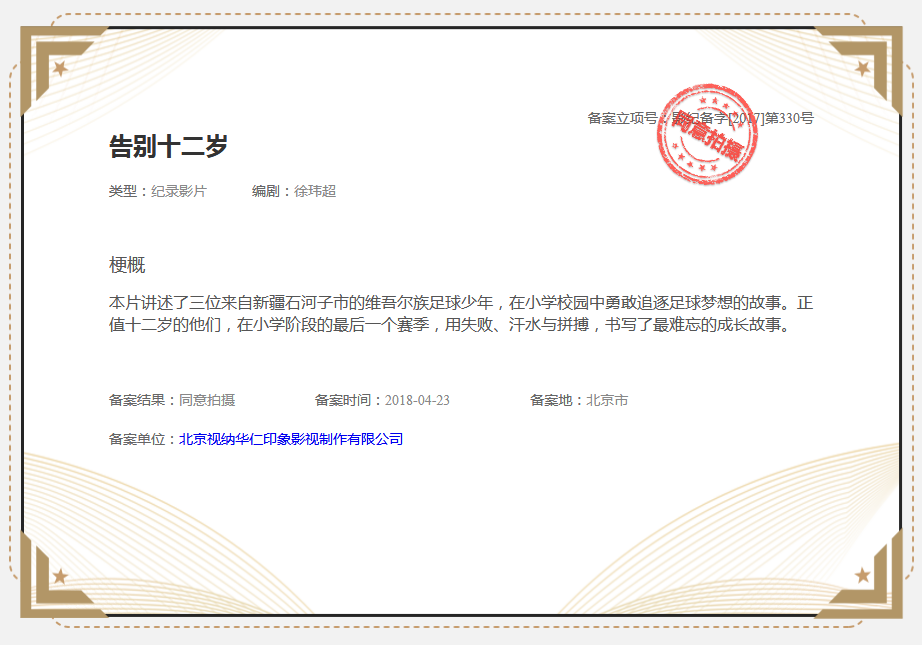 备案立项号：影纪备字[2017]第330号
同意拍摄
告别十二岁
类型：纪录影片 编剧：徐玮超
梗概
本片讲述了三位来自新疆石河子市的维吾尔族足球少年，在小学校园中勇敢追逐足球梦想的故事。正
值十二岁的他们，在小学阶段的最后一个赛季，用失败、汗水与拼搏，书写了最难忘的成长故事。
备案结果：同意拍摄 备案时间：2018-04-23 备案地：北京市
备案单位：北京视纳华仁印象影视制作有限公司